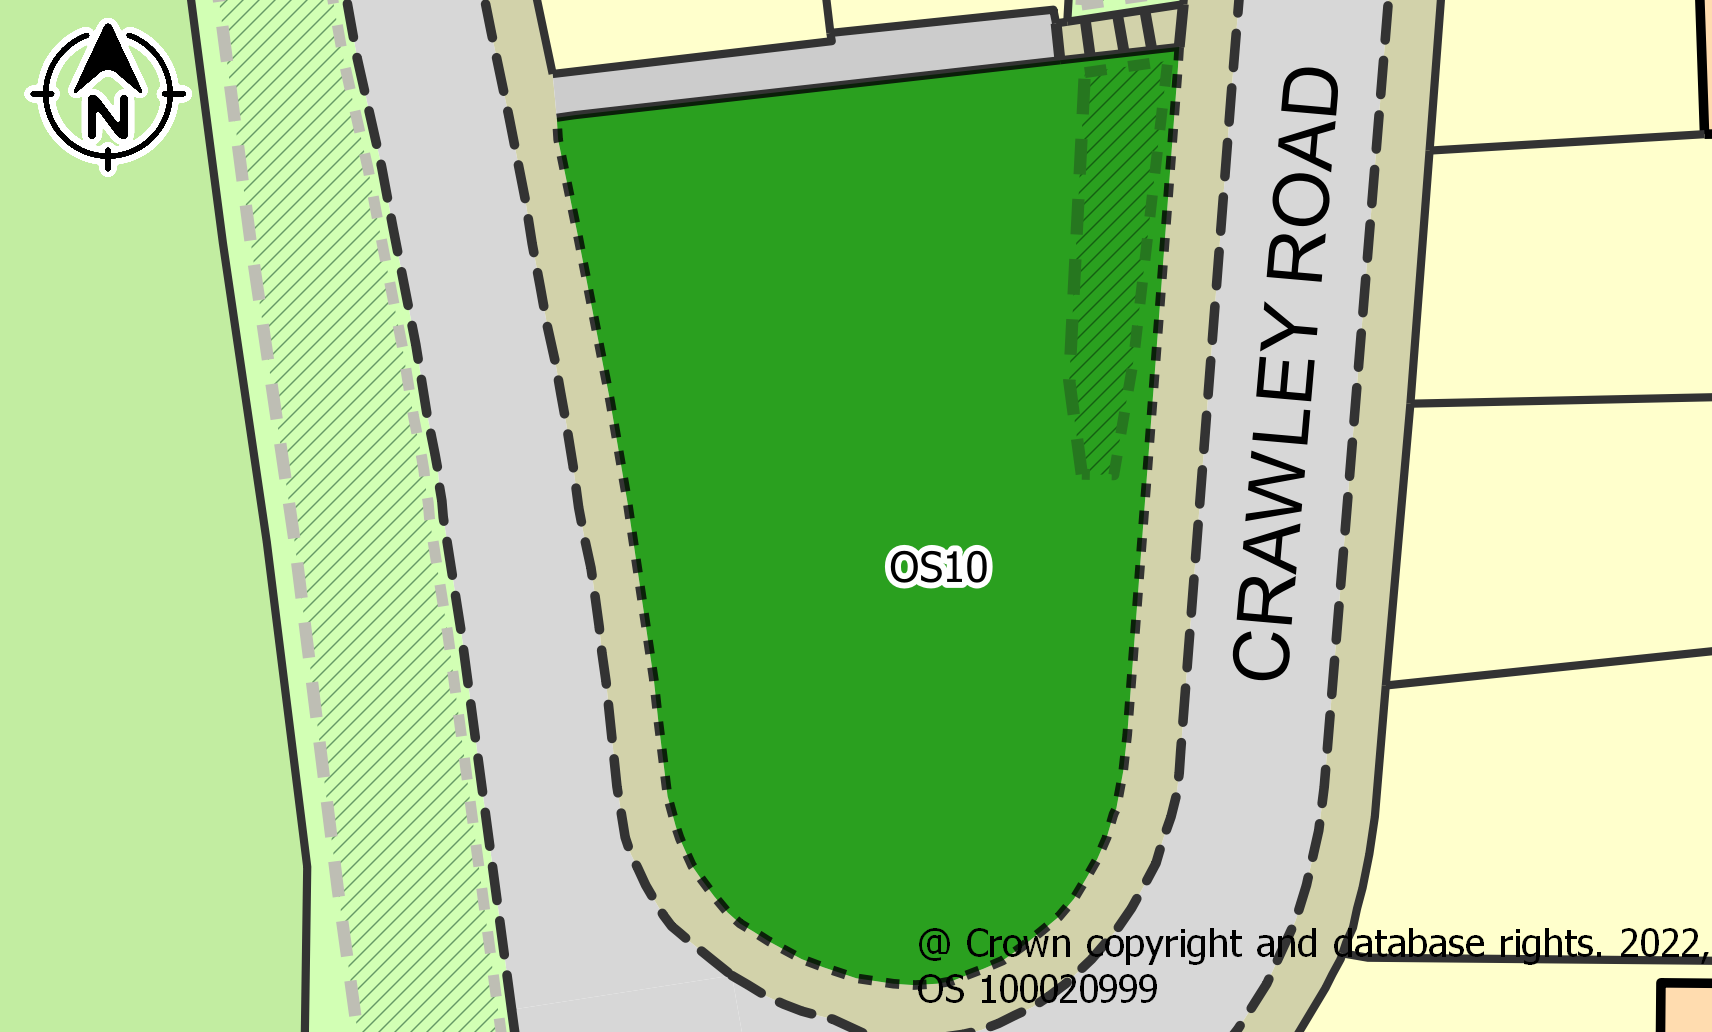 N
CRAWLEY ROAD
OS10
@ Crown copyright and database rights. 2022,
OS 100020999